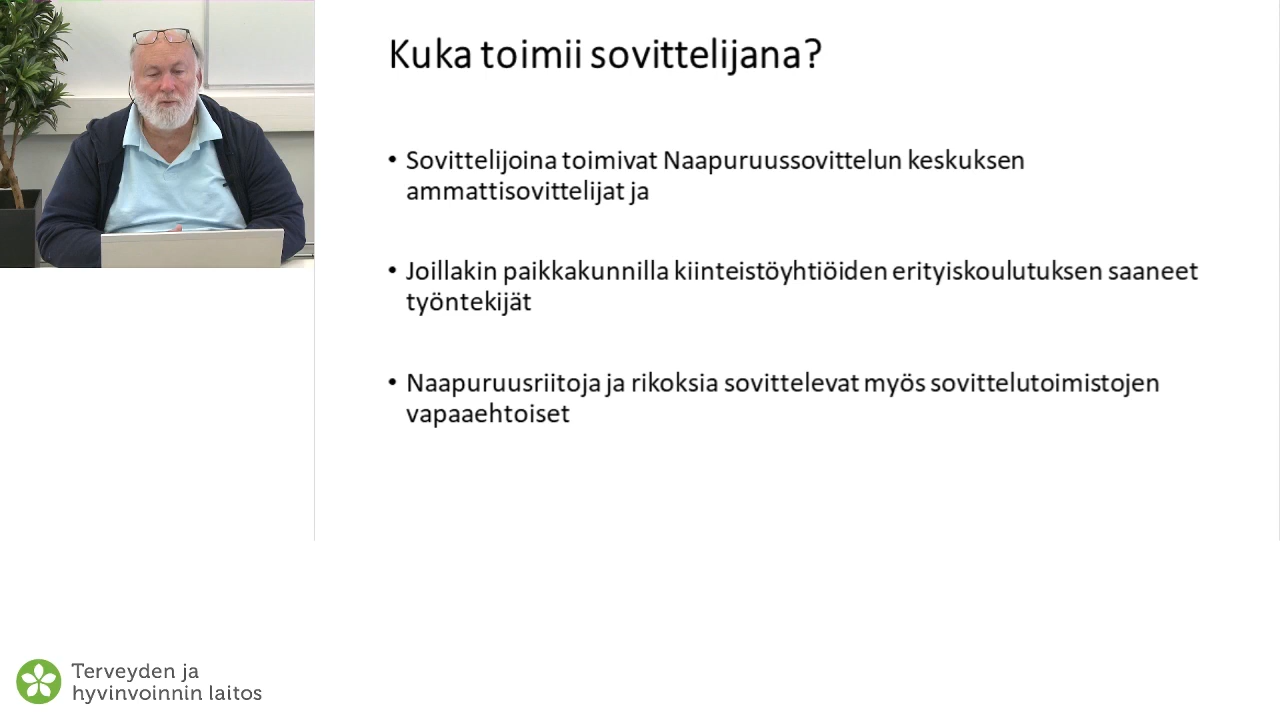 Kuka toimii sovittelijana?
• Sovittelijoina toimivat Naapuruussovittelun keskuksen
ammattisovittelijat ja
• Joillakin paikkakunnilla kiinteistöyhtiöiden erityiskoulutuksen saaneet
työntekijät
• Naapuruusriitoja ja rikoksia sovittelevat myös sovittelutoimistojen
vapaaehtoiset
Terveyden ja
hyvinvoinnin laitos